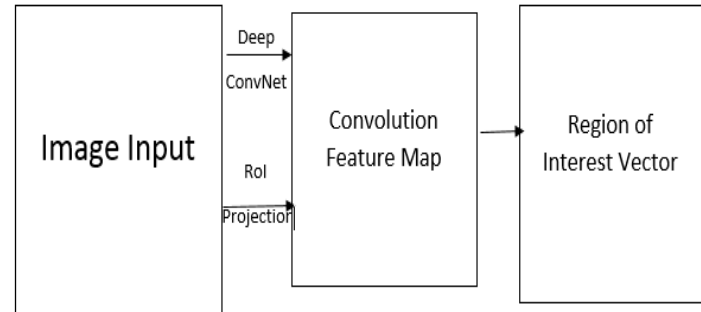 Image Input
Deep
ConvNet
RoI
Projection
Convolution
Feature Map
Region of
Interest Vector